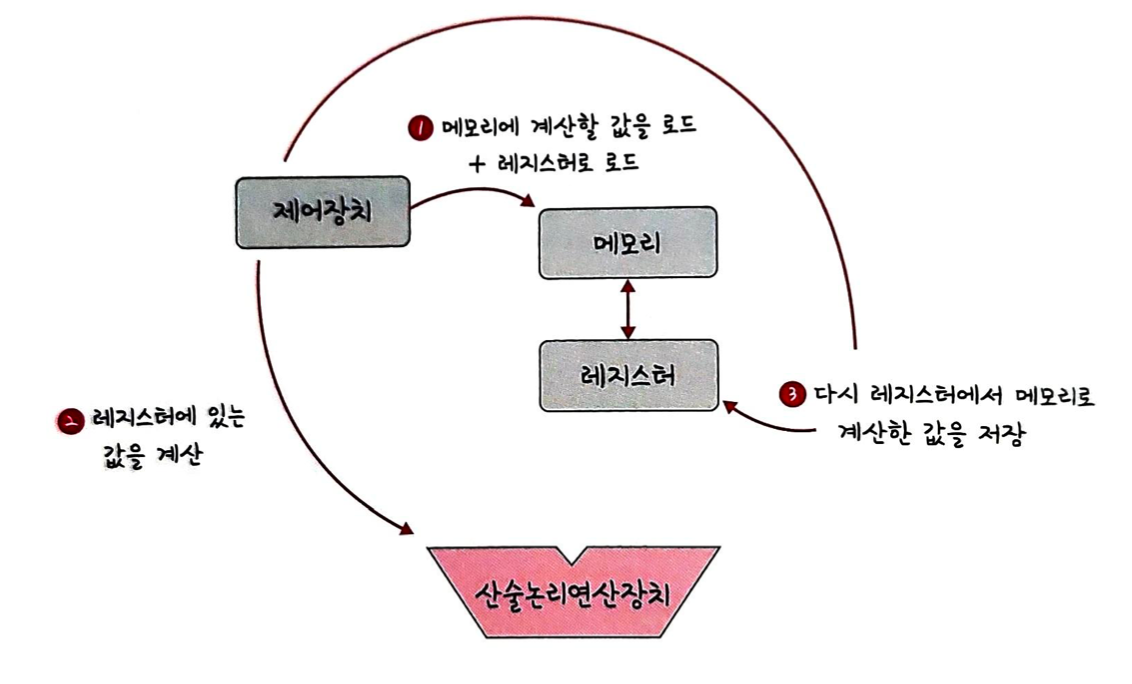 ① 메모리에 계산할 값을 로드
+ 레지스터로 로드
제어장치
메모리
레지스터
② 레지스터에 있는
값을 계산
③ 다시 레지스터에서 메모리로
계산한 값을 저장
산술논리연산장치